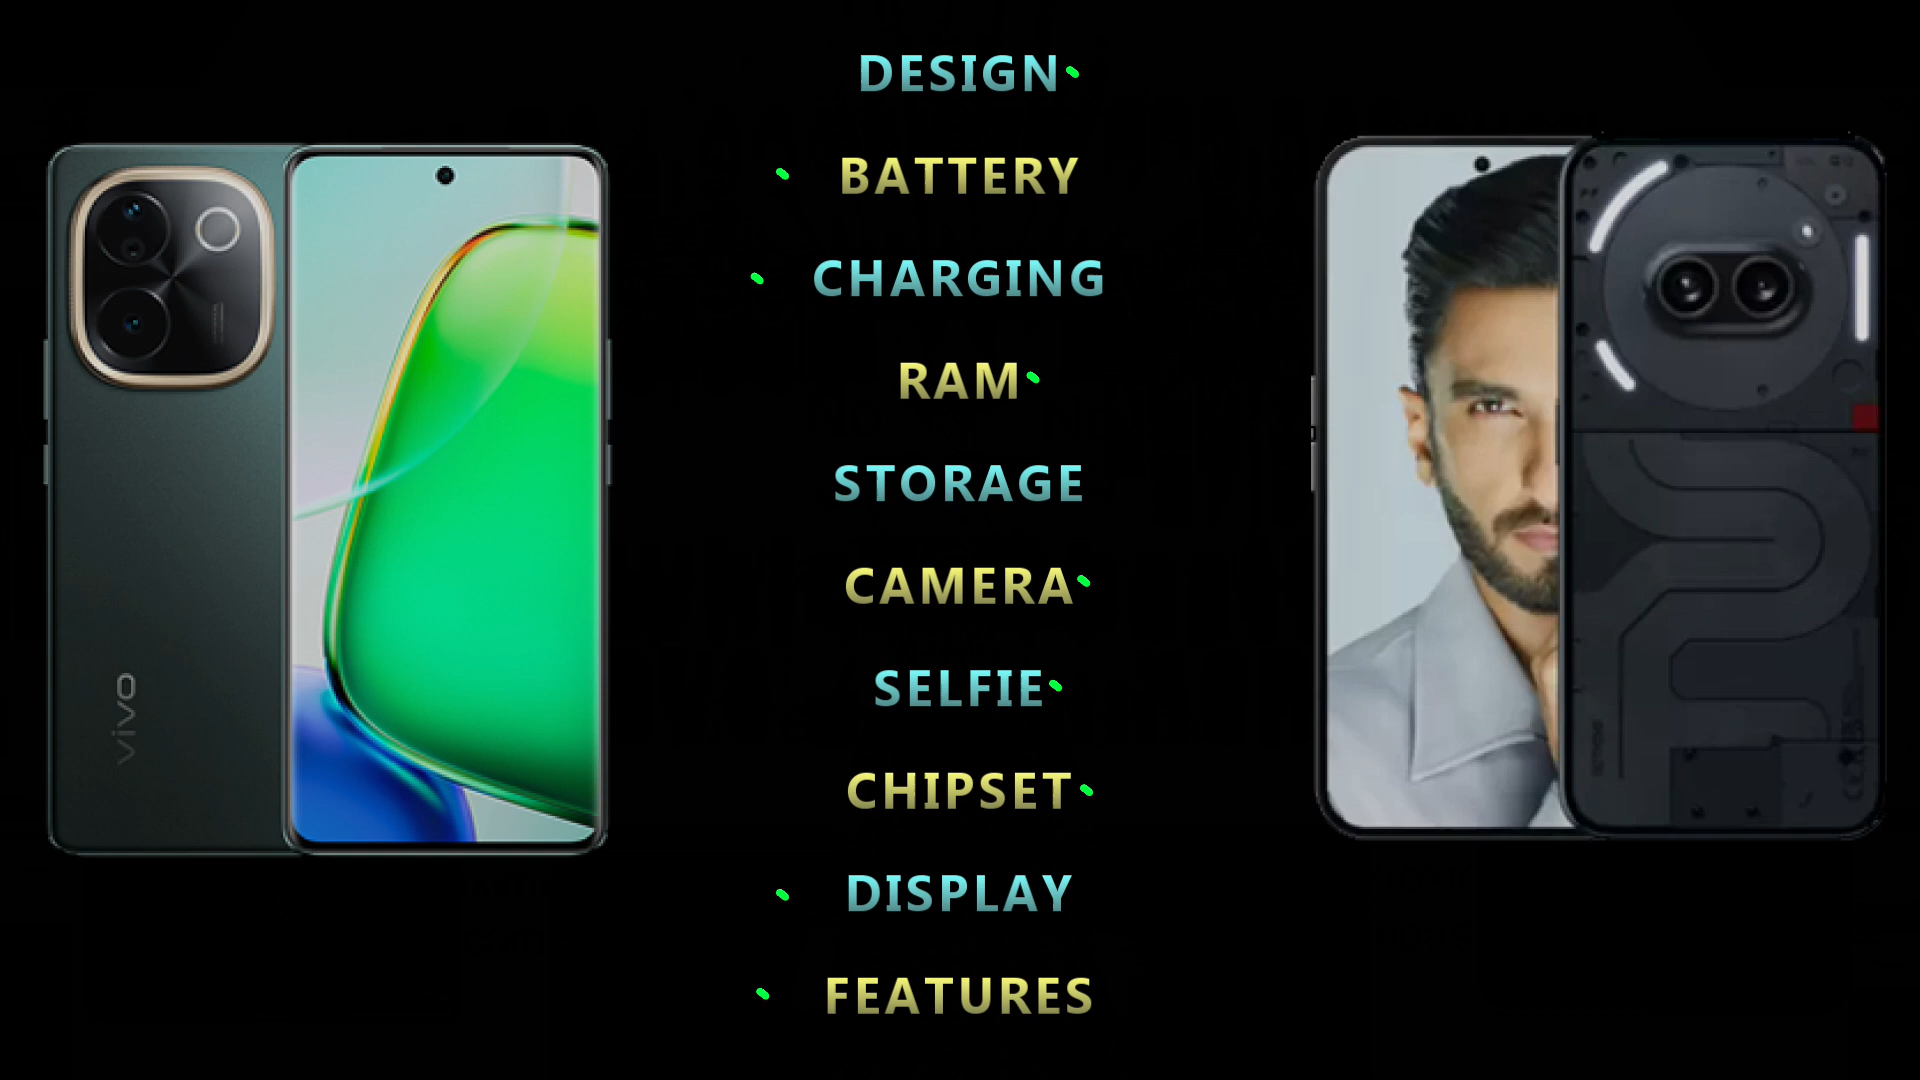 DESIGN
BATTERY
CHARGING
RAM
STORAGE
CAMERA
SELFIE
CHIPSET
DISPLAY
FEATURES
vivo